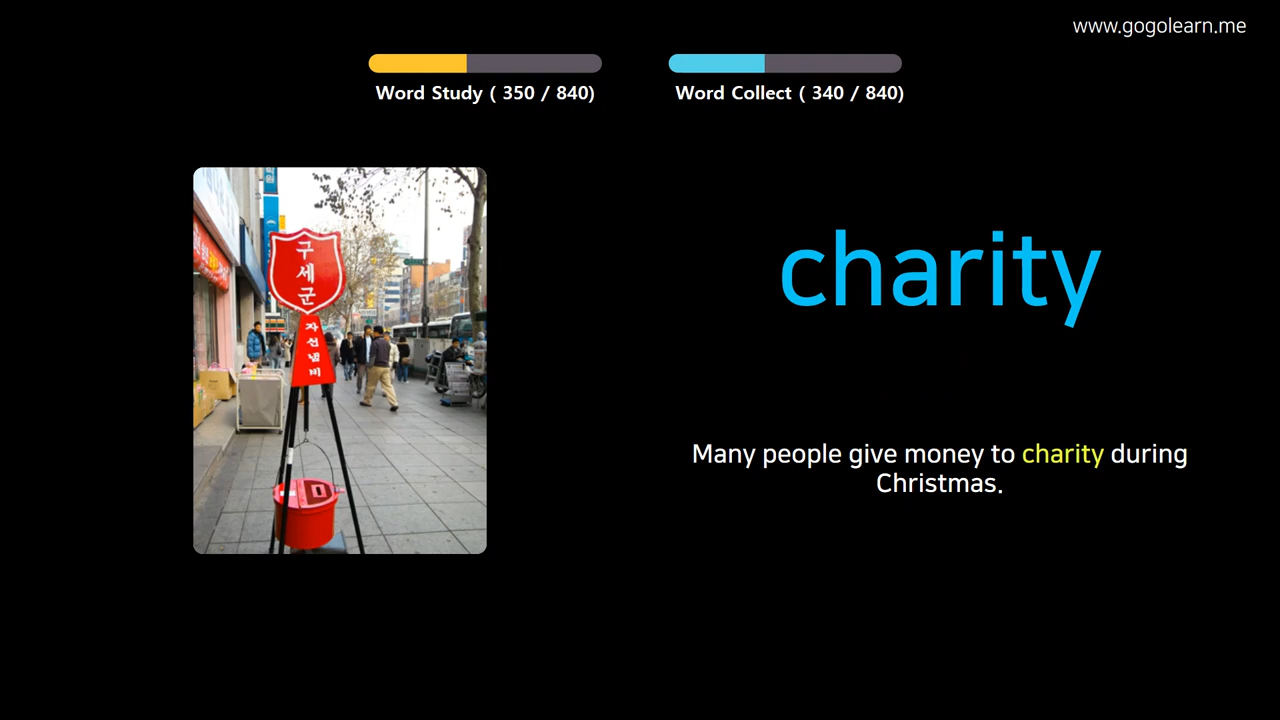 www.gogolearn.me
Word Study ( 350 / 840)
Word Collect ( 340 / 840)
구
세
군
자
선
냄
비
charity
Many people give money to charity during
Christmas.